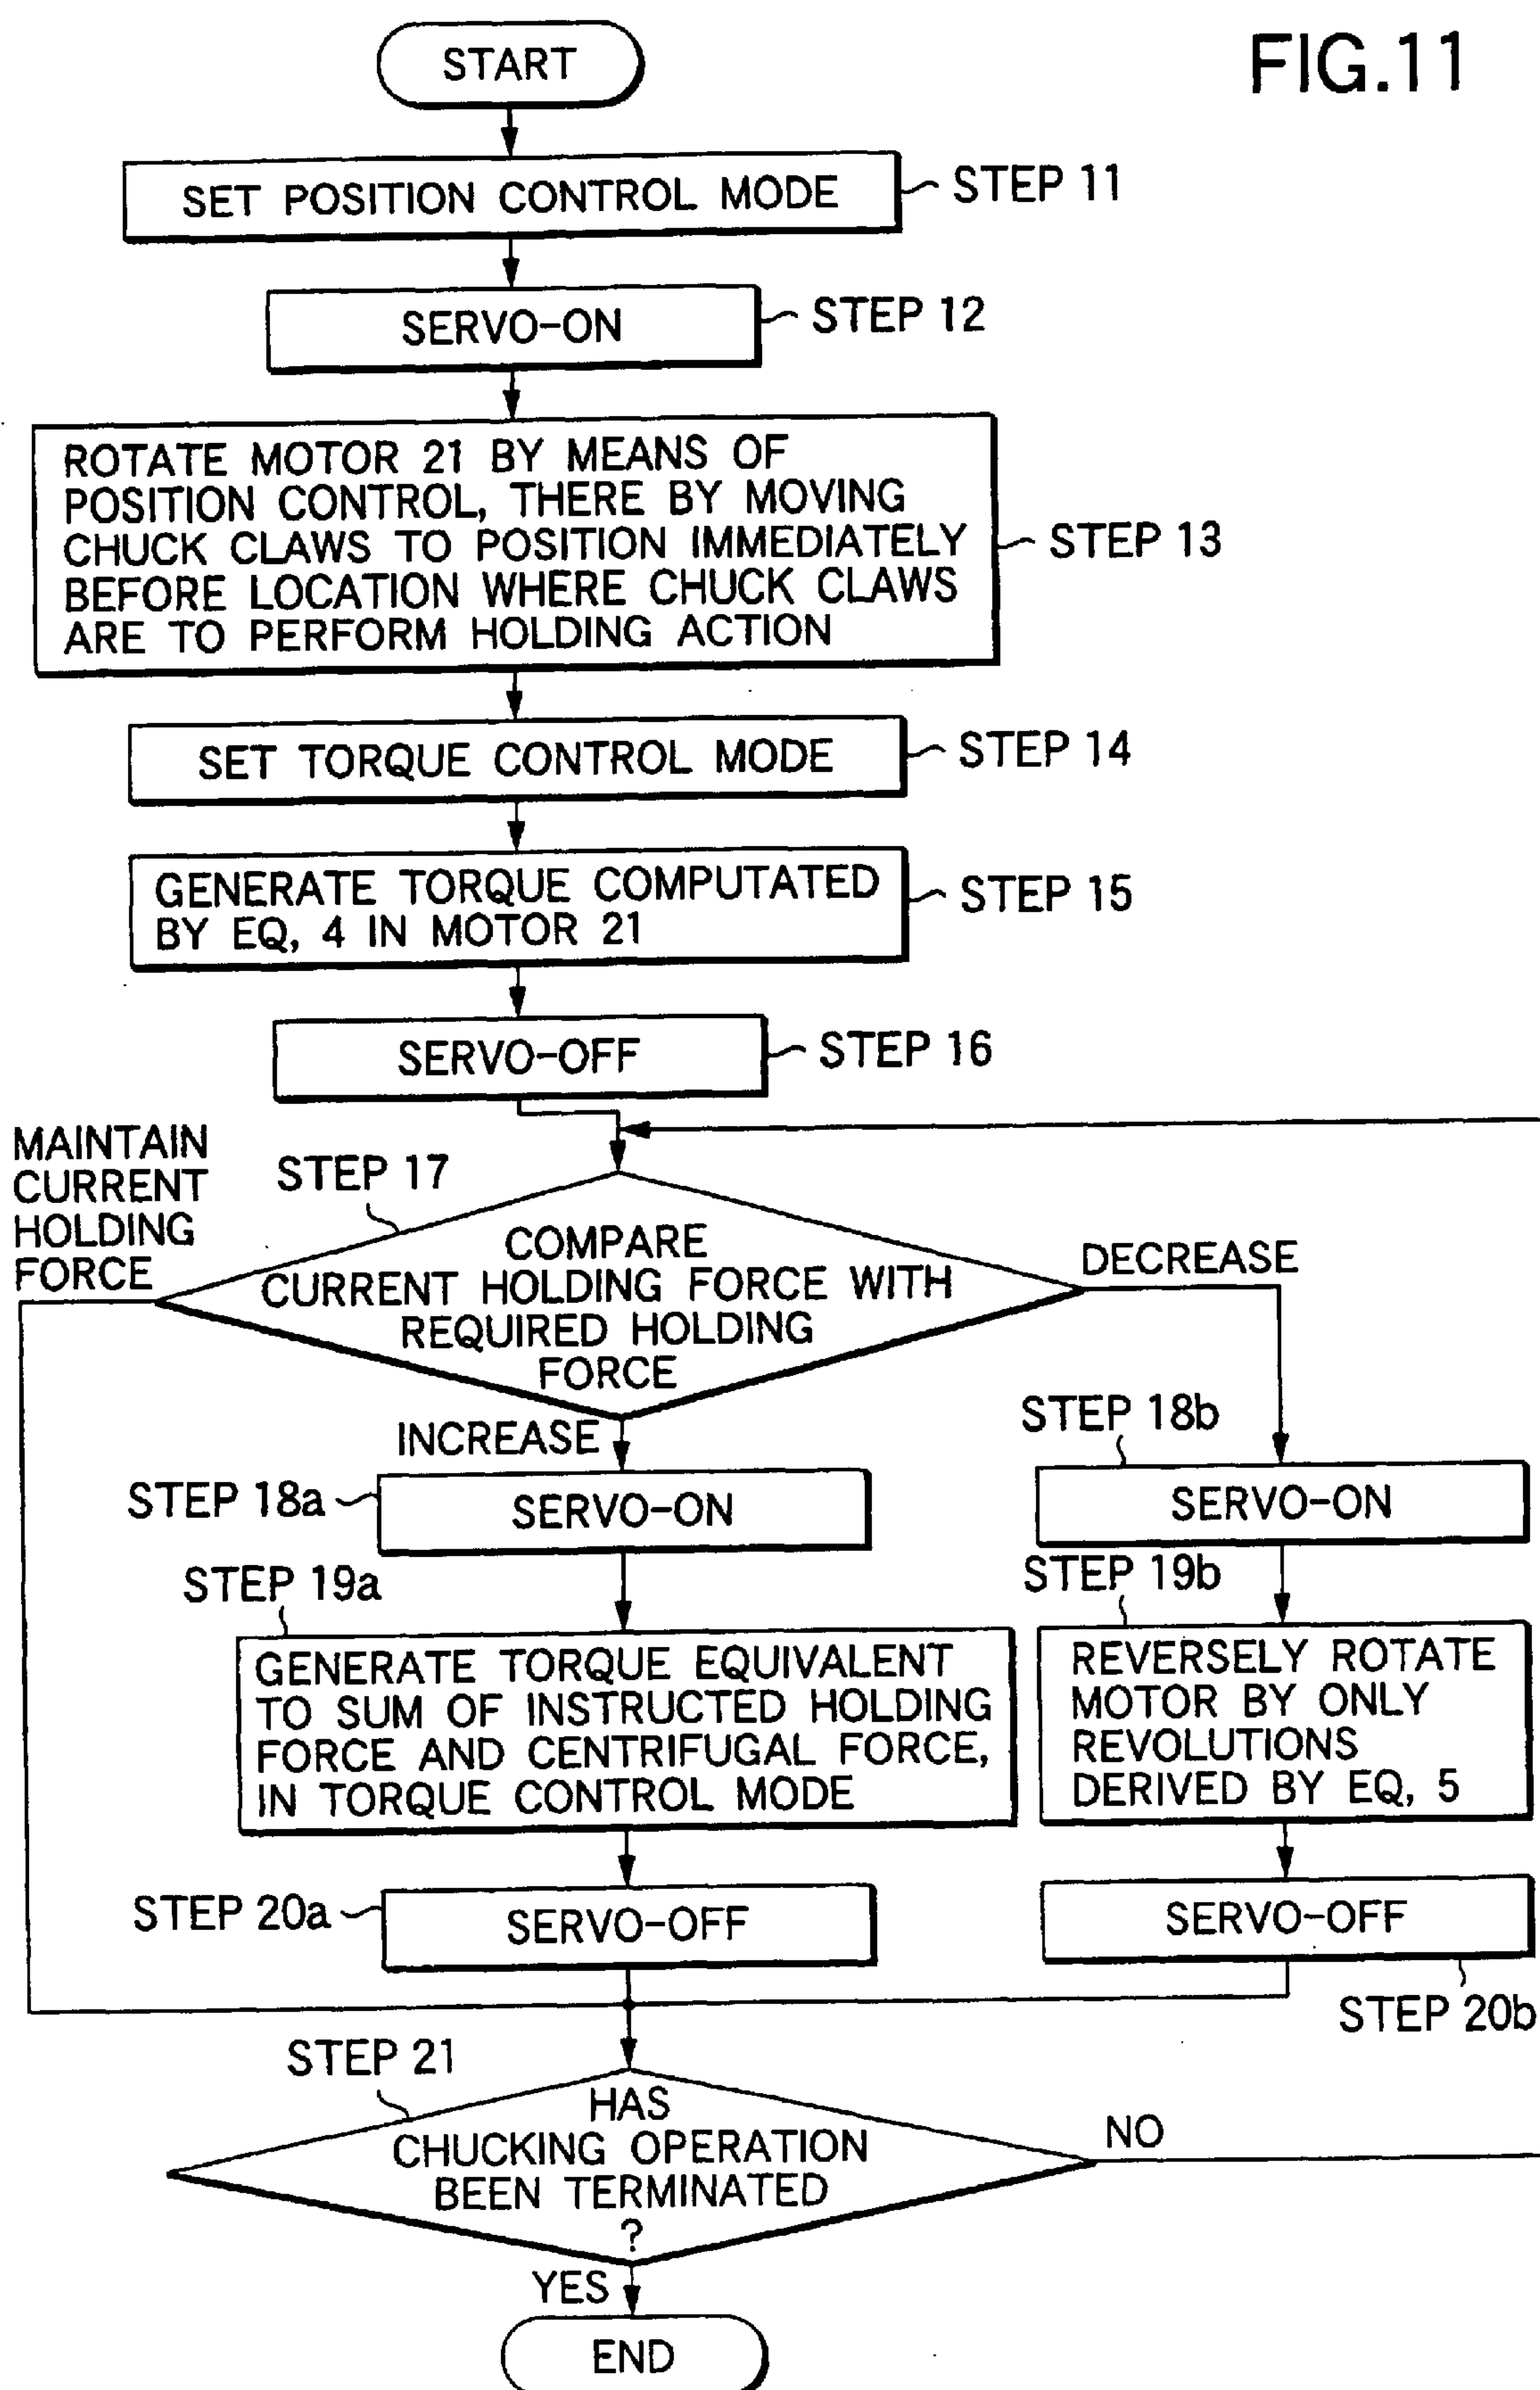 FIG.11
START
SET POSITION CONTROL MODE
STEP 11
SERVO-ON
STEP 12
ROTATE MOTOR 21 BY MEANS OF
POSITION CONTROL, THERE BY MOVING
CHUCK CLAWS TO POSITION IMMEDIATELY
BEFORE LOCATION WHERE CHUCK CLAWS
ARE TO PERFORM HOLDING ACTION
STEP 13
SET TORQUE CONTROL MODE
STEP 14
GENERATE TORQUE COMPUTATED
BY EQ, 4 IN MOTOR 21
STEP 15
SERVO-OFF
STEP 16
MAINTAIN
CURRENT
HOLDING
FORCE
STEP 17
COMPARE
CURRENT HOLDING FORCE WITH
REQUIRED HOLDING
FORCE
DECREASE
INCREASE
STEP 18a
SERVO-ON
STEP 18b
SERVO-ON
STEP 19a
GENERATE TORQUE EQUIVALENT
TO SUM OF INSTRUCTED HOLDING
FORCE AND CENTRIFUGAL FORCE,
IN TORQUE CONTROL MODE
STEP 19b
REVERSELY ROTATE
MOTOR BY ONLY
REVOLUTIONS
DERIVED BY EQ, 5
STEP 20a
SERVO-OFF
SERVO-OFF
STEP 20b
STEP 21
HAS
CHUCKING OPERATION
BEEN TERMINATED
?
NO
YES
END